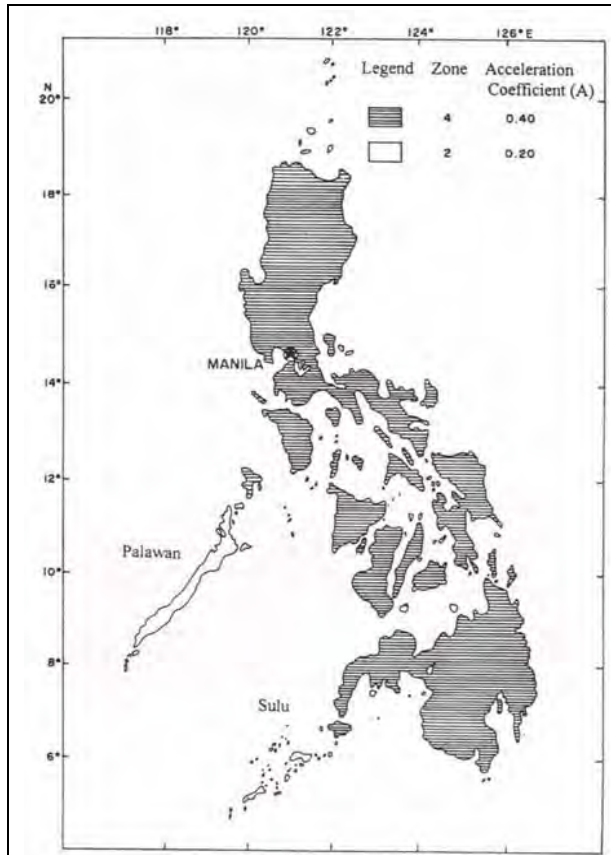 118° 120° 122° 124° 126°E
Legend Zone Acceleration
Coefficient (A)
N
20°
4 0.40
2 0.20
18°
16°
MANILA
14°
12°
Palawan
10°
8°
Sulu
6°